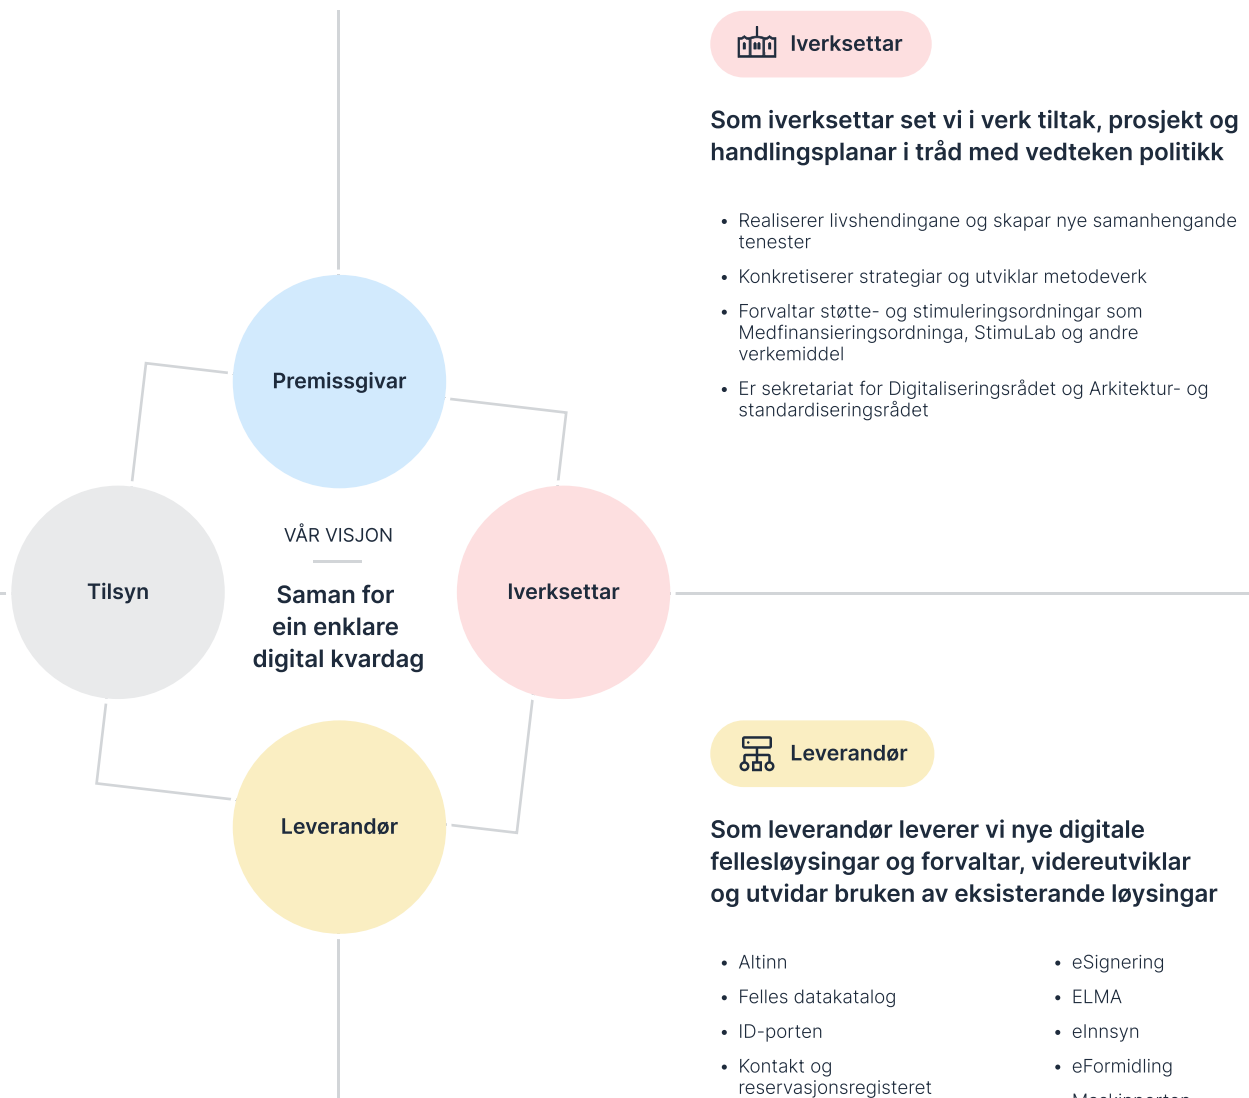 Premissgivar
Tilsyn
VÅR VISJON
Saman for
ein enklare
digital kvardag
Iverksettar
Leverandør
Iverksettar
Som iverksettar set vi i verk tiltak, prosjekt og
handlingsplanar i tråd med vedteken politikk
• Realiserer livshendingane og skapar nye samanhengande
tenester
• Konkretiserer strategiar og utviklar metodeverk
• Forvaltar støtte- og stimuleringsordningar som
Medfinansieringsordninga, StimuLab og andre
verkemiddel
• Er sekretariat for Digitaliseringsrådet og Arkitektur- og
standardiseringsrådet
Leverandør
Som leverandør leverer vi nye digitale
fellesløysingar og forvaltar, videreutviklar
og utvidar bruken av eksisterande løysingar
• Altinn
• Felles datakatalog
• ID-porten
• Kontakt og
reservasjonsregisteret
• eSignering
• ELMA
• eInnsyn
• eFormidling